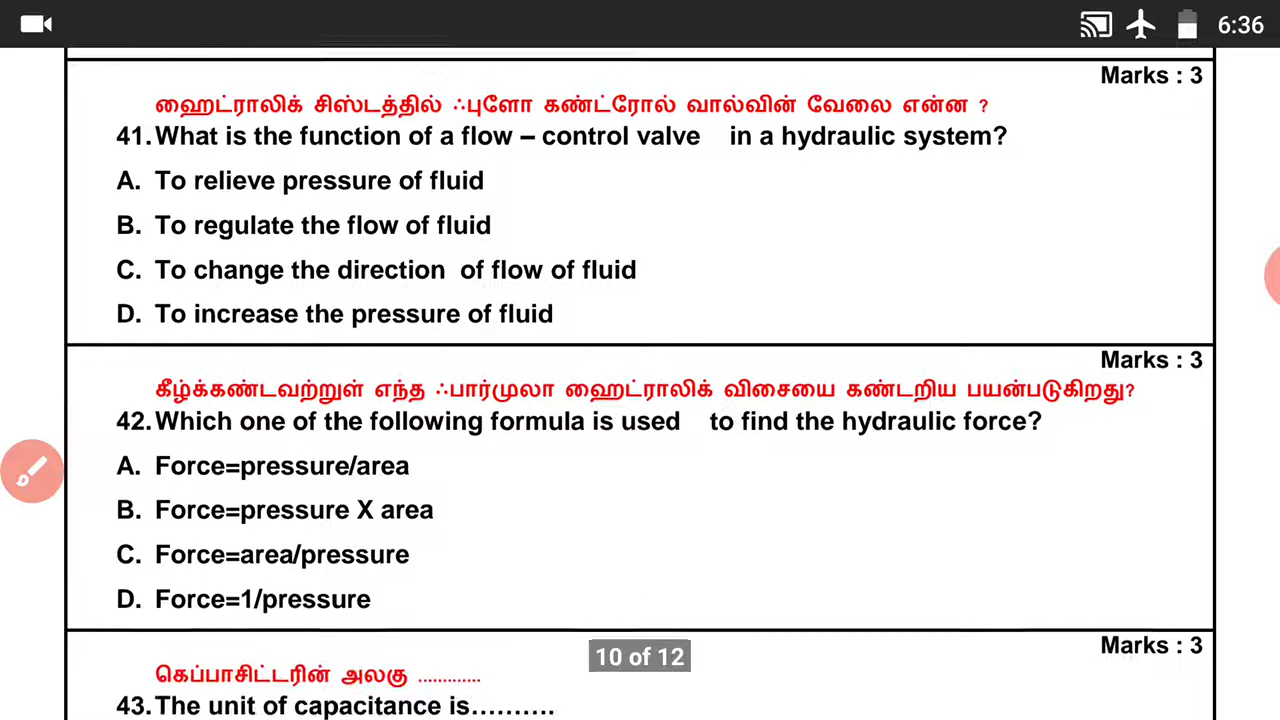 6:36
Marks : 3
ஹைட்ராலிக் சிஸ்டத்தில் ஃபுளோ கண்ட்ரோல் வால்வின் வேலை என்ன ?
41. What is the function of a flow – control valve in a hydraulic system?
A. To relieve pressure of fluid
B. To regulate the flow of fluid
C. To change the direction of flow of fluid
D. To increase the pressure of fluid
Marks : 3
கீழ்க்கண்டவற்றுள் எந்த ஃபார்முலா ஹைட்ராலிக் விசையை கண்டறிய பயன்படுகிறது?
42. Which one of the following formula is used to find the hydraulic force?
A. Force=pressure/area
B. Force=pressure X area
C. Force=area/pressure
D. Force=1/pressure
10 of 12
Marks : 3
கெப்பாசிட்டரின் அலகு .............
43. The unit of capacitance is..........